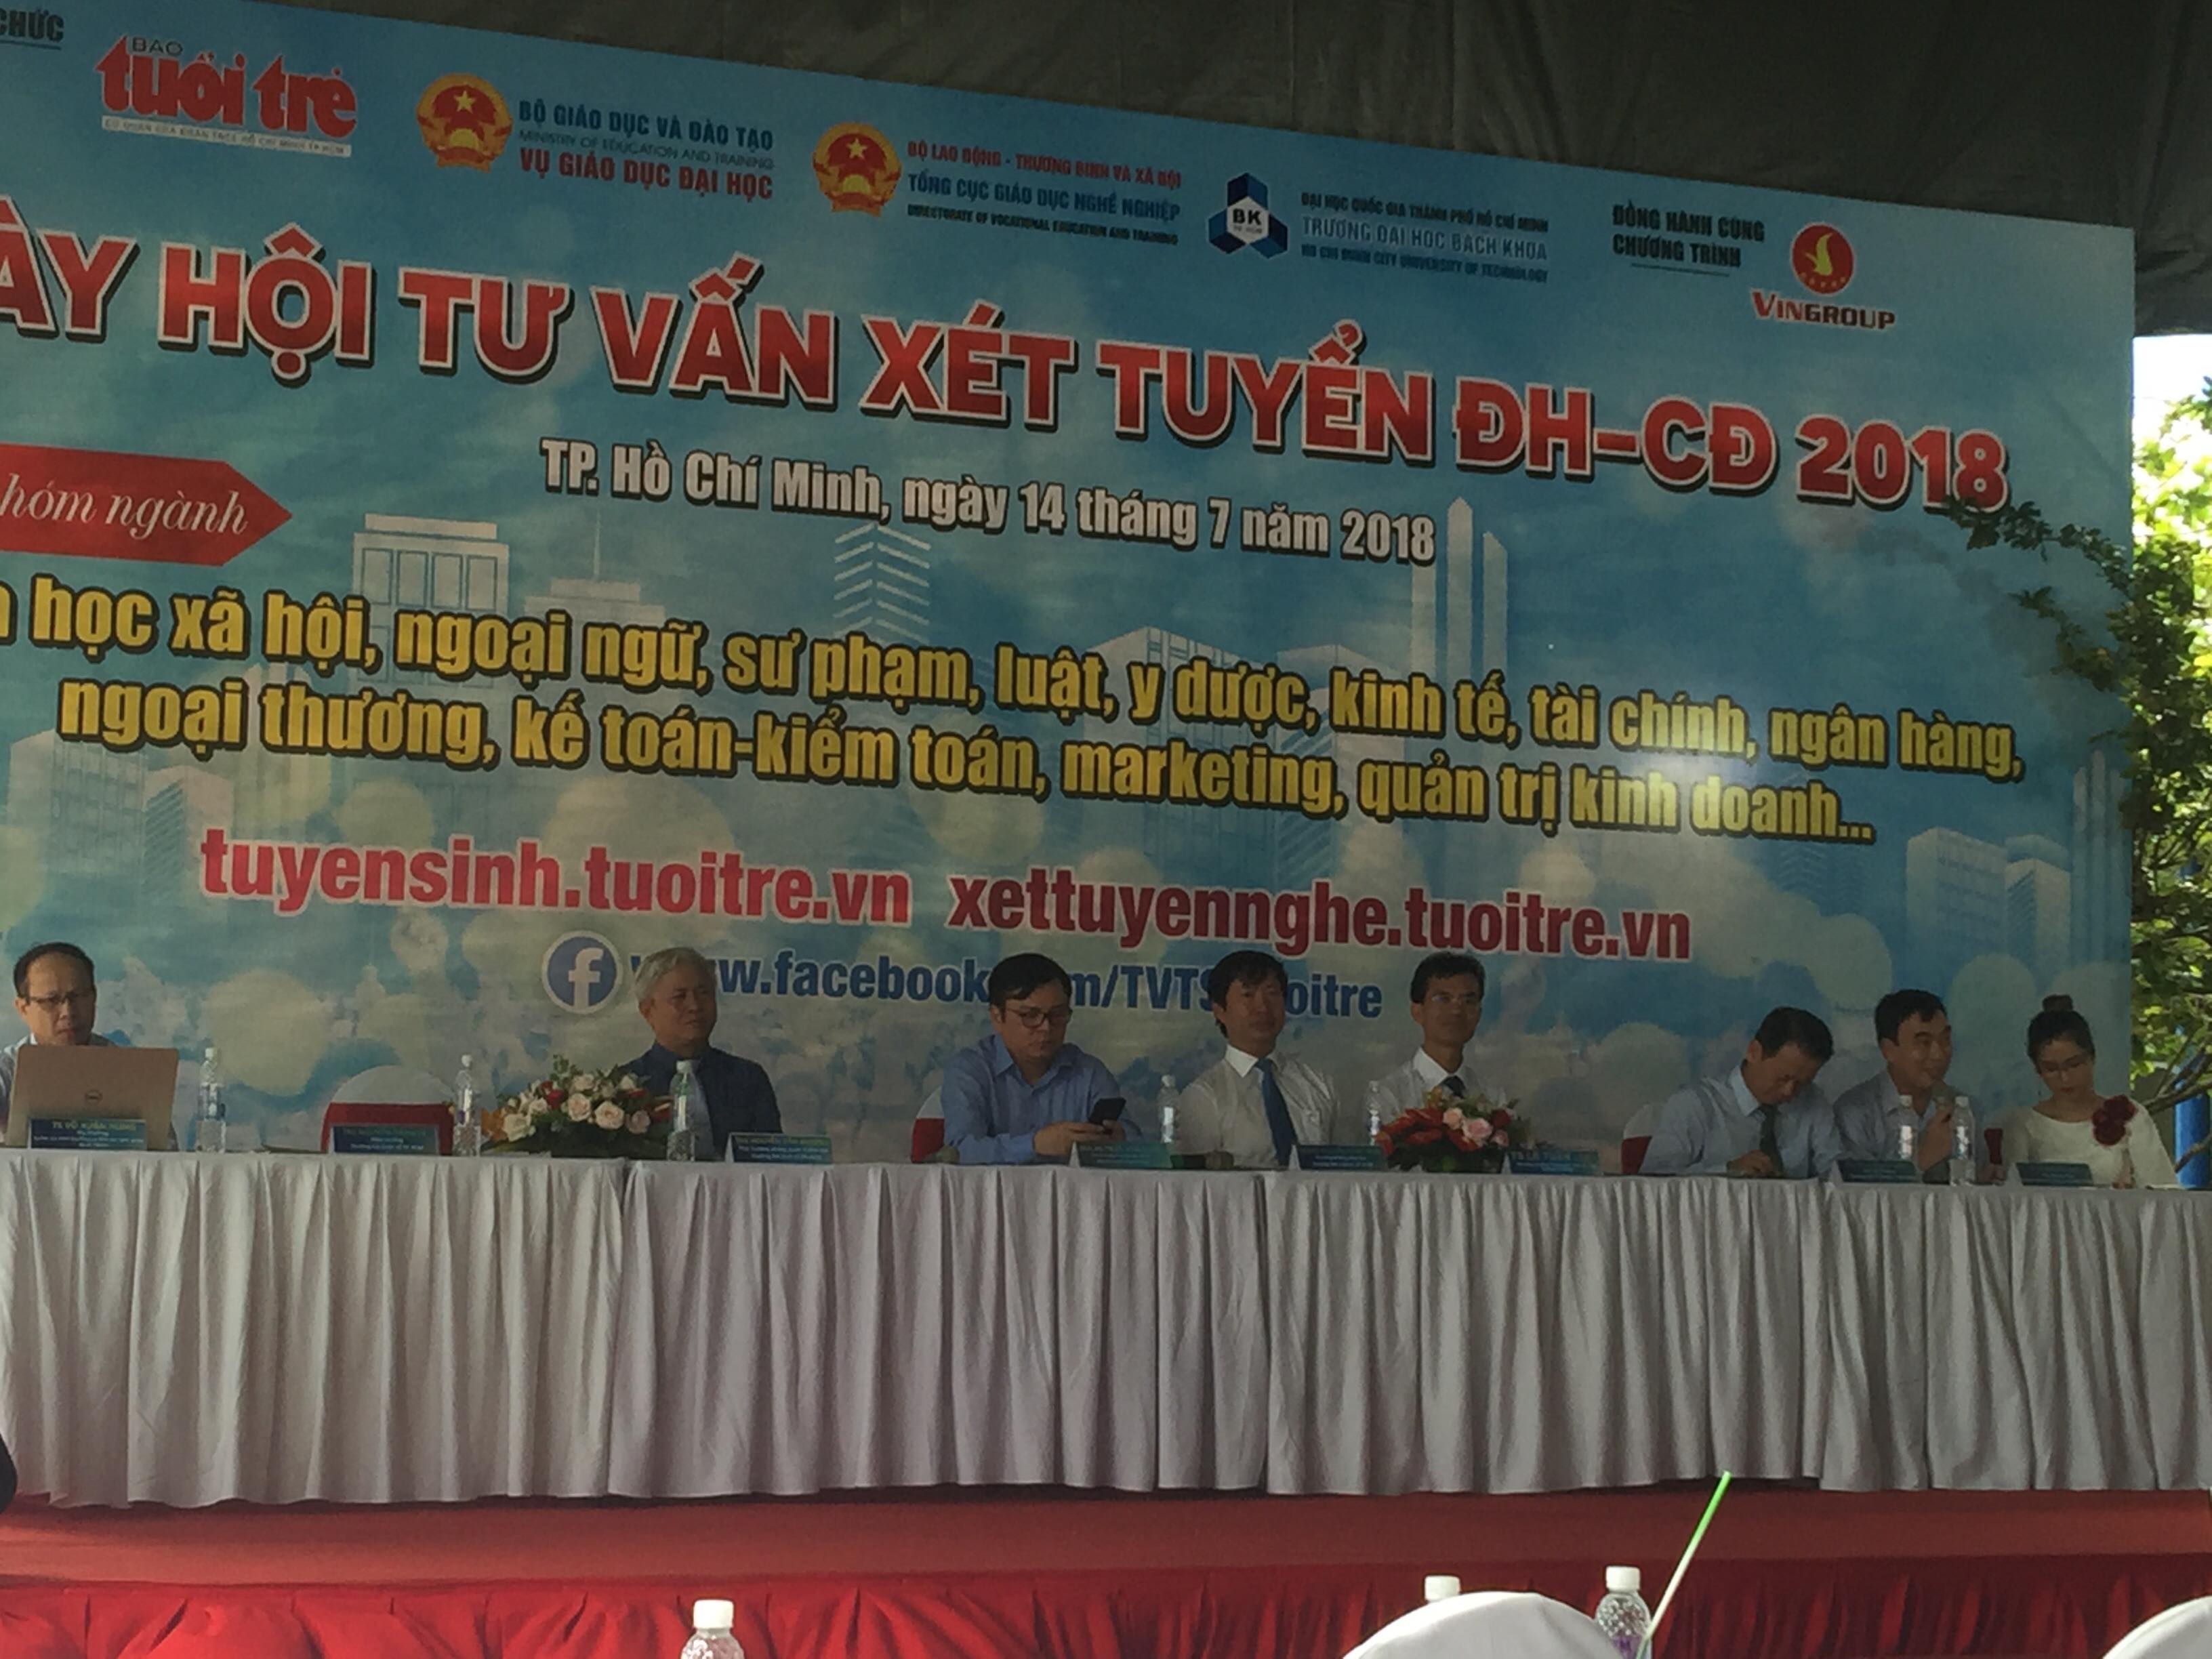 CHỨC
BÁO
tuổi trẻ
BỘ GIÁO DỤC VÀ ĐÀO TẠO
MINISTRY OF EDUCATION AND TRAINING
VỤ GIÁO DỤC ĐẠI HỌC
BỘ LAO ĐỘNG - THƯƠNG BINH VÀ XÃ HỘI
TỔNG CỤC GIÁO DỤC NGHỀ NGHIỆP
DIRECTORATE OF VOCATIONAL EDUCATION AND TRAINING
BK
ĐẠI HỌC QUỐC GIA THÀNH PHỐ HỒ CHÍ MINH
TRƯỜNG ĐẠI HỌC BÁCH KHOA
HO CHI MINH CITY UNIVERSITY OF TECHNOLOGY
ĐỒNG HÀNH CÙNG
CHƯƠNG TRÌNH
VINGROUP
ÀY HỘI TƯ VẤN XÉT TUYỂN ĐH-CĐ 2018
TP. Hồ Chí Minh, ngày 14 tháng 7 năm 2018
hóm ngành
học xã hội, ngoại ngữ, sư phạm, luật, y dược, kinh tế, tài chính, ngân hàng,
ngoại thương, kế toán-kiểm toán, marketing, quản trị kinh doanh...
tuyensinh.tuoitre.vn xettuyennghe.tuoitre.vn
f
DELL